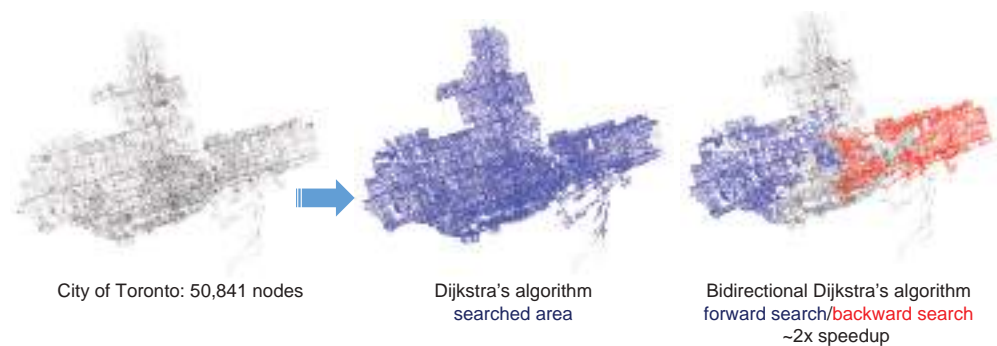 City of Toronto: 50,841 nodes
Dijkstra's algorithm
searched area
Bidirectional Dijkstra's algorithm
forward search/backward search
~2x speedup